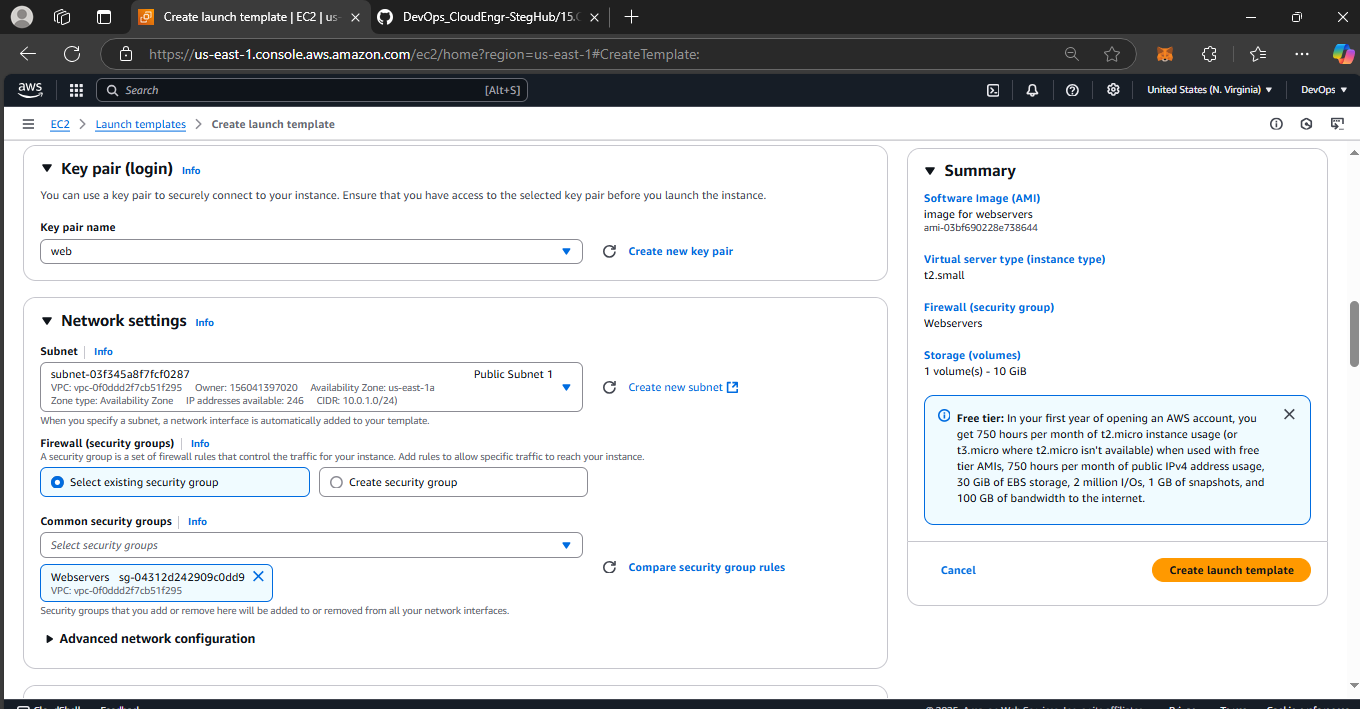 Create launch template | EC2 | us-
DevOps_CloudEngr-StegHub/15.
https://us-east-1.console.aws.amazon.com/ec2/home?region=us-east-1#CreateTemplate:
aws
Search
[Alt+S]
United States (N. Virginia)
DevOps
EC2
Launch templates
Create launch template
Key pair (login) Info
You can use a key pair to securely connect to your instance. Ensure that you have access to the selected key pair before you launch the instance.
Key pair name
web
Create new key pair
Network settings Info
Subnet Info
subnet-03f345a8f7fcf0287 Public Subnet 1
VPC: vpc-0f0ddd2f7cb51f295 Owner: 156041397020 Availability Zone: us-east-1a
Zone type: Availability Zone IP addresses available: 246 CIDR: 10.0.1.0/24)
Create new subnet
When you specify a subnet, a network interface is automatically added to your template.
Firewall (security groups) Info
A security group is a set of firewall rules that control the traffic for your instance. Add rules to allow specific traffic to reach your instance.
Select existing security group
Create security group
Common security groups Info
Select security groups
Webservers sg-04312d242909c0dd9
VPC: vpc-0f0ddd2f7cb51f295
Compare security group rules
Security groups that you add or remove here will be added to or removed from all your network interfaces.
Advanced network configuration
Summary
Software Image (AMI)
image for webservers
ami-03bf690228e738644
Virtual server type (instance type)
t2.small
Firewall (security group)
Webservers
Storage (volumes)
1 volume(s) - 10 GiB
Free tier: In your first year of opening an AWS account, you
get 750 hours per month of t2.micro instance usage (or
t3.micro where t2.micro isn't available) when used with free
tier AMIs, 750 hours per month of public IPv4 address usage,
30 GiB of EBS storage, 2 million I/Os, 1 GB of snapshots, and
100 GB of bandwidth to the internet.
Cancel
Create launch template